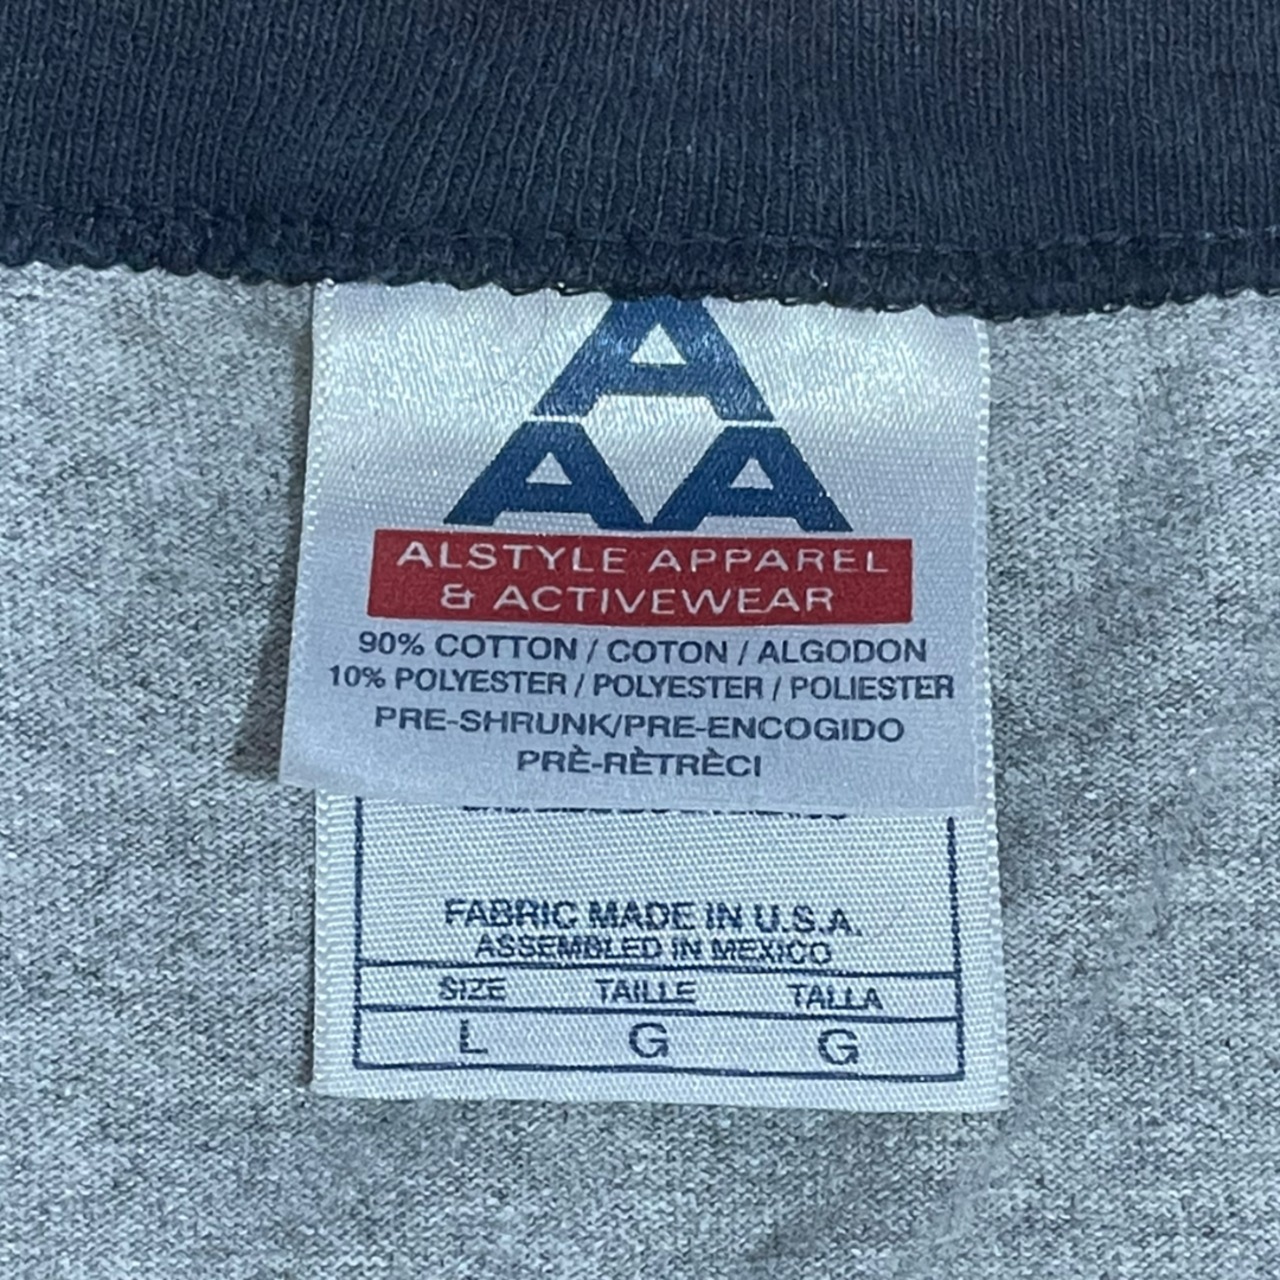 A
AA
ALSTYLE APPAREL
& ACTIVEWEAR
90% COTTON / COTON / ALGODON
10% POLYESTER / POLYESTER / POLIESTER
PRE-SHRUNK/PRE-ENCOGIDO
PRÈ-RÈTRÈCI
FABRIC MADE IN U.S.A.
ASSEMBLED IN MEXICO
SIZE TAILLE TALLA
L G G